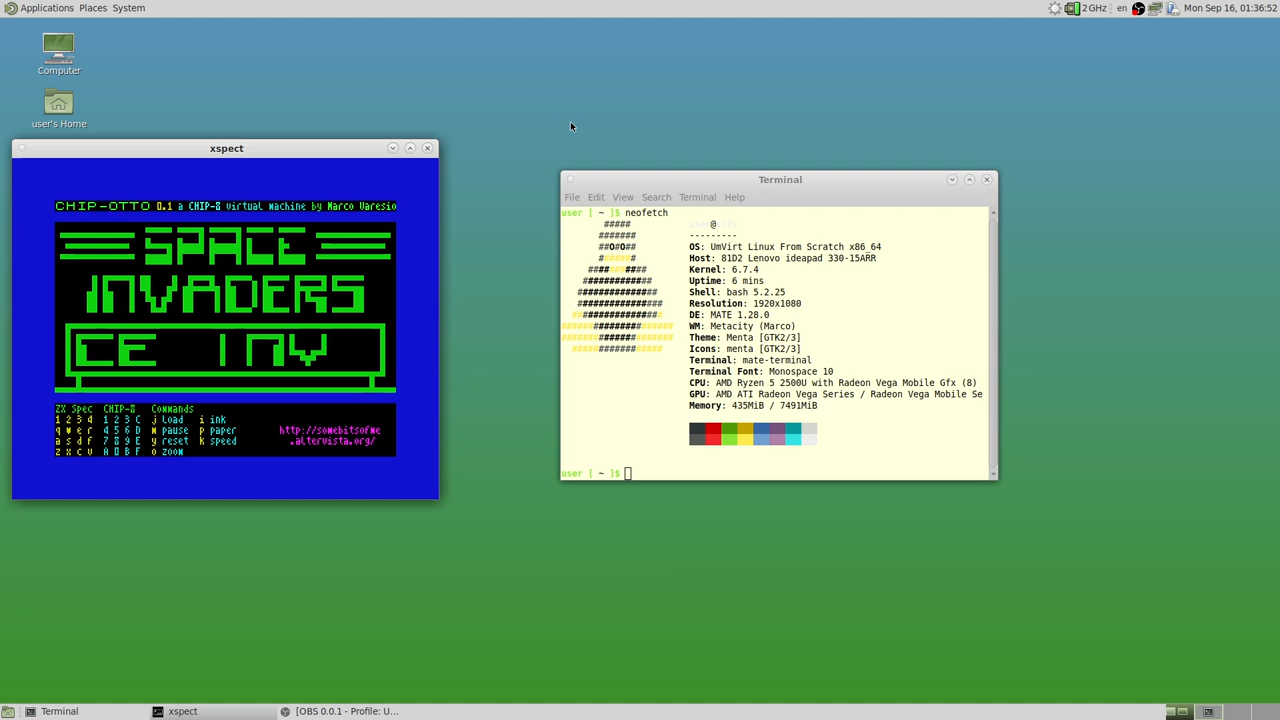 Applications Places System
2 GHz en Mon Sep 16, 01:36:52
Computer
user's Home
xspect
CHIP-OTTO 0.1 a CHIP-8 virtual machine by Marco Varesio
SPACE
INVADERS
CE INV
ZX Spec CHIP-8 Commands
1 2 3 4 1 2 3 C j load i ink
q w e r 4 5 6 D m pause p paper http://somebitsofme
a s d f 7 8 9 E y reset k speed .altervista.org/
z x c v A 0 B F o zoom
Terminal
File Edit View Search Terminal Help
user [ ~ ]$ neofetch
#####
####### ---------
##O#O## OS: UmVirt Linux From Scratch x86_64
####### Host: 81D2 Lenovo ideapad 330-15ARR
########### Kernel: 6.7.4
############# Uptime: 6 mins
############### Shell: bash 5.2.25
################ Resolution: 1920x1080
################# DE: MATE 1.28.0
##################### WM: Metacity (Marco)
##################### Theme: Menta [GTK2/3]
################# Icons: menta [GTK2/3]
Terminal: mate-terminal
Terminal Font: Monospace 10
CPU: AMD Ryzen 5 2500U with Radeon Vega Mobile Gfx (8)
GPU: AMD ATI Radeon Vega Series / Radeon Vega Mobile Se
Memory: 435MiB / 7491MiB
user [ ~ ]$
Terminal
xspect
[OBS 0.0.1 - Profile: U...